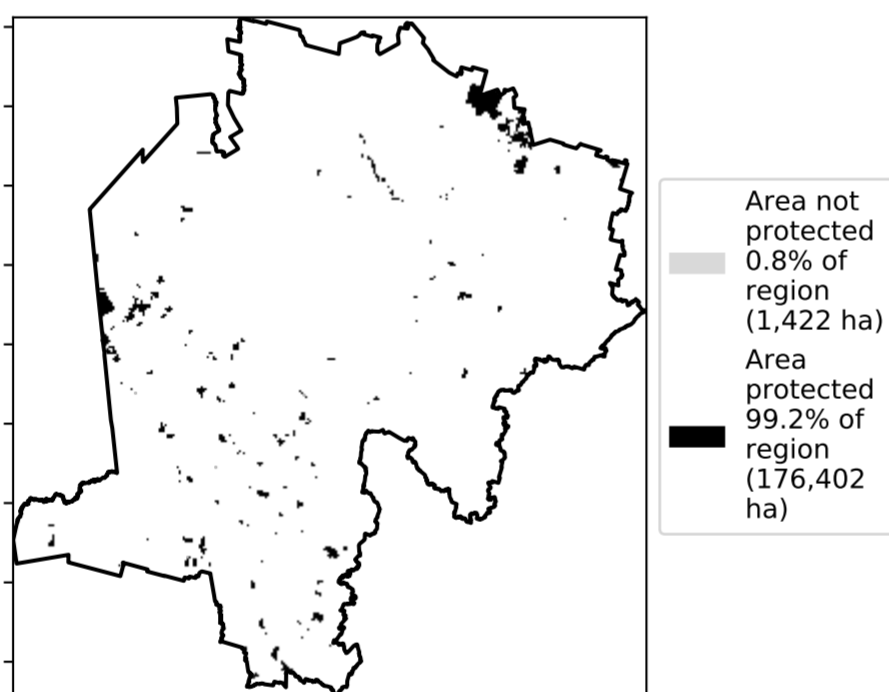 Area not
protected
0.8% of
region
(1,422 ha)
Area
protected
99.2% of
region
(176,402
ha)